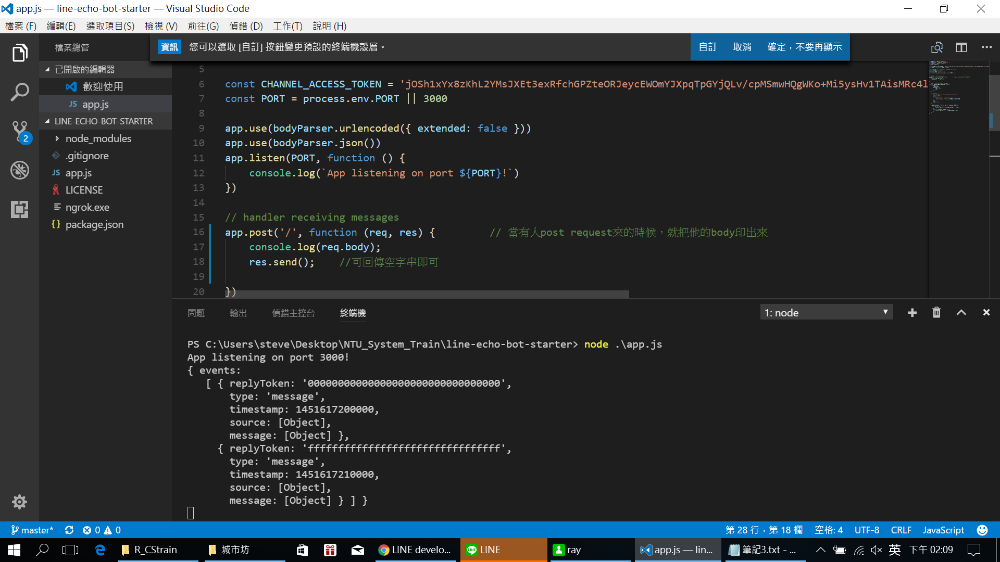 app.js — line-echo-bot-starter — Visual Studio Code
檔案 (F) 編輯(E) 選取項目(S) 檢視 (V) 前往(G) 偵錯 (D) 工作(T) 說明 (H)
檔案總管
資訊 您可以選取 [自訂] 按鈕變更預設的終端機殼層。 自訂 取消 確定，不要再顯示
已開啟的編輯器
歡迎使用
JS app.js
LINE-ECHO-BOT-STARTER
node_modules
.gitignore
JS app.js
LICENSE
ngrok.exe
{} package.json
2
5
6 const CHANNEL_ACCESS_TOKEN = 'jOSh1xYx8zKhL2YMsJXEt3exRfchGPZteORJeycEWOmYJXpqTpGYjQLv/cpMSmwHQgWKo+Mi5ysHv1TAisMRc4l
7 const PORT = process.env.PORT || 3000
8
9 app.use(bodyParser.urlencoded({ extended: false }))
10 app.use(bodyParser.json())
11 app.listen(PORT, function () {
12 console.log(`App listening on port ${PORT}!`)
13 })
14
15 // handler receiving messages
16 app.post('/', function (req, res) { // 當有人post request來的時候，就把他的body印出來
17 console.log(req.body);
18 res.send(); //可回傳空字串即可
19
20 })
問題 輸出 偵錯主控台 終端機 1: node
PS C:\Users\steve\Desktop\NTU_System_Train\line-echo-bot-starter> node .\app.js
App listening on port 3000!
{ events:
[ { replyToken: '00000000000000000000000000000000',
type: 'message',
timestamp: 1451617200000,
source: [Object],
message: [Object] },
{ replyToken: 'ffffffffffffffffffffffffffffffff',
type: 'message',
timestamp: 1451617210000,
source: [Object],
message: [Object] } ] }
master* 0 0 第 28 行，第 18 欄 空格: 4 UTF-8 CRLF JavaScript
R_CStrain 城市坊 LINE develo... LINE ray app.js — lin... 筆記3.txt - ... 英 下午 02:09